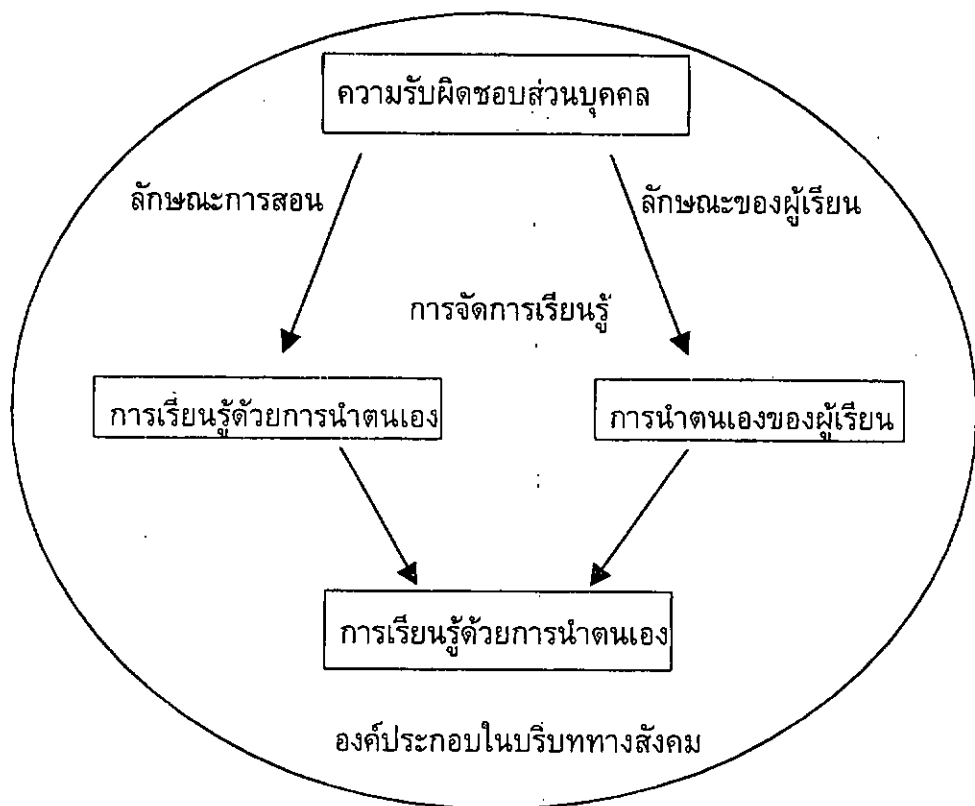 ความรับผิดชอบส่วนบุคคล
ลักษณะการสอน
ลักษณะของผู้เรียน
การจัดการเรียนรู้
การเรียนรู้ด้วยการนำตนเอง
การนำตนเองของผู้เรียน
การเรียนรู้ด้วยการนำตนเอง
องค์ประกอบในบริบททางสังคม